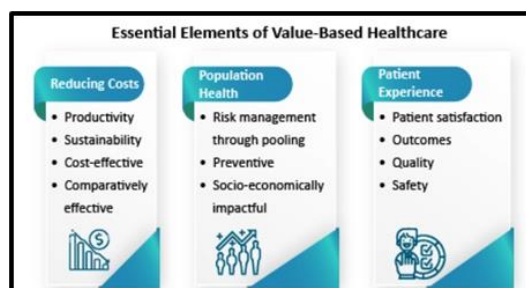 Essential Elements of Value-Based Healthcare
Reducing Costs
• Productivity
• Sustainability
• Cost-effective
• Comparatively
effective
Population
Health
• Risk management
through pooling
• Preventive
• Socio-economically
impactful
Patient
Experience
• Patient satisfaction
• Outcomes
• Quality
• Safety